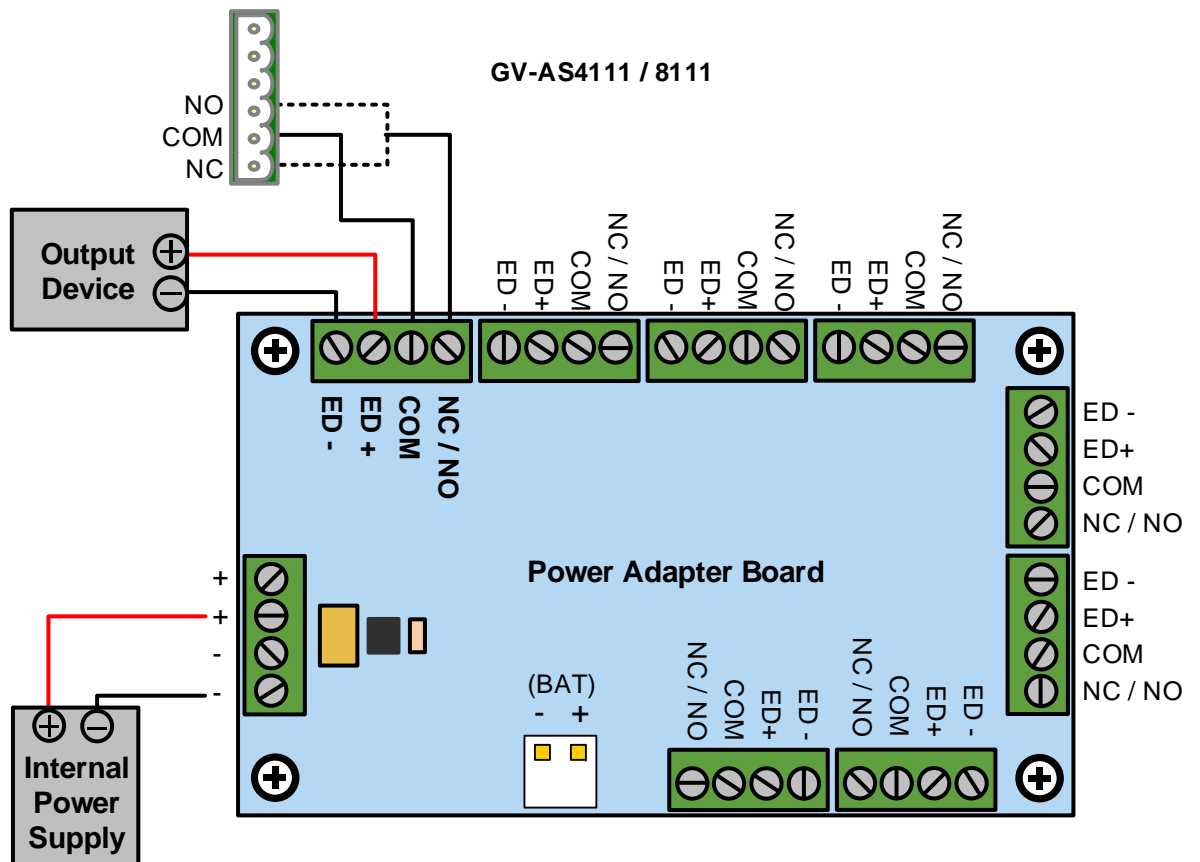 GV-AS4111 / 8111
NO
COM
NC
Output
Device
ED -
ED+
COM
NC / NO
ED -
ED+
COM
NC / NO
ED -
ED+
COM
NC / NO
ED -
ED +
COM
NC / NO
ED -
ED+
COM
NC / NO
ED -
ED+
COM
NC / NO
Power Adapter Board
+
+
-
-
(BAT)
- +
NC / NO
COM
ED+
ED -
NC / NO
COM
ED+
ED -
Internal
Power
Supply